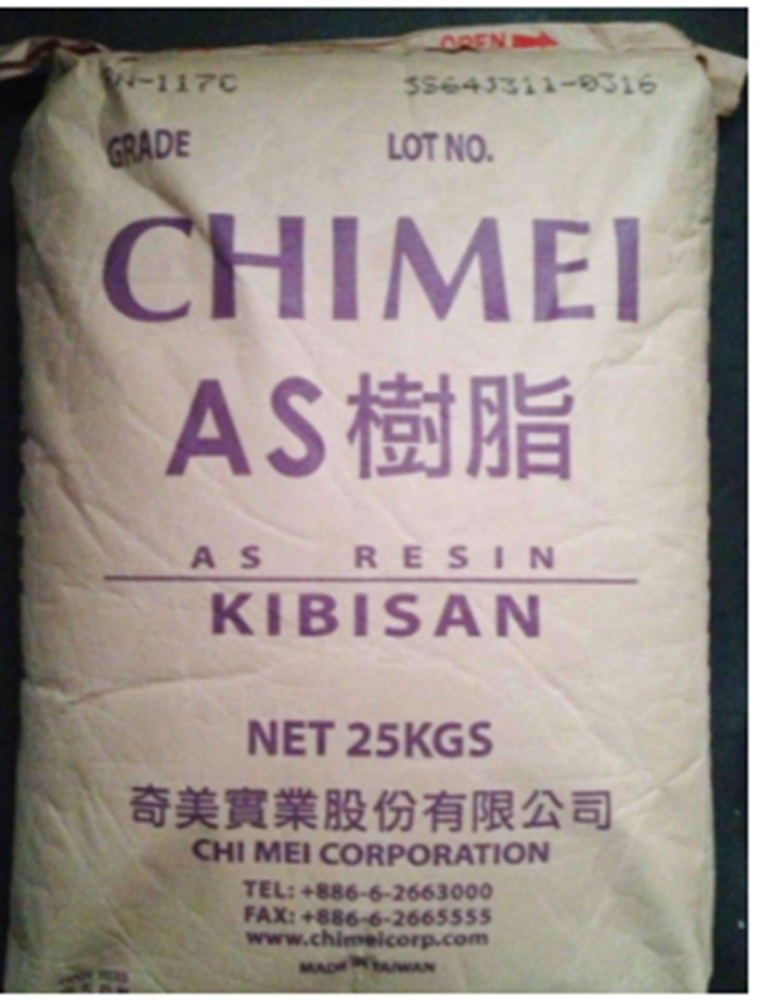 OPEN
-117C JS64J311-0316
GRADE LOT NO.
CHIMEI
AS樹脂
AS RESIN
KIBISAN
NET 25KGS
奇美實業股份有限公司
CHI MEI CORPORATION
TEL: +886-6-2663000
FAX: +886-6-2665555
www.chimeicorp.com
MADE IN TAIWAN